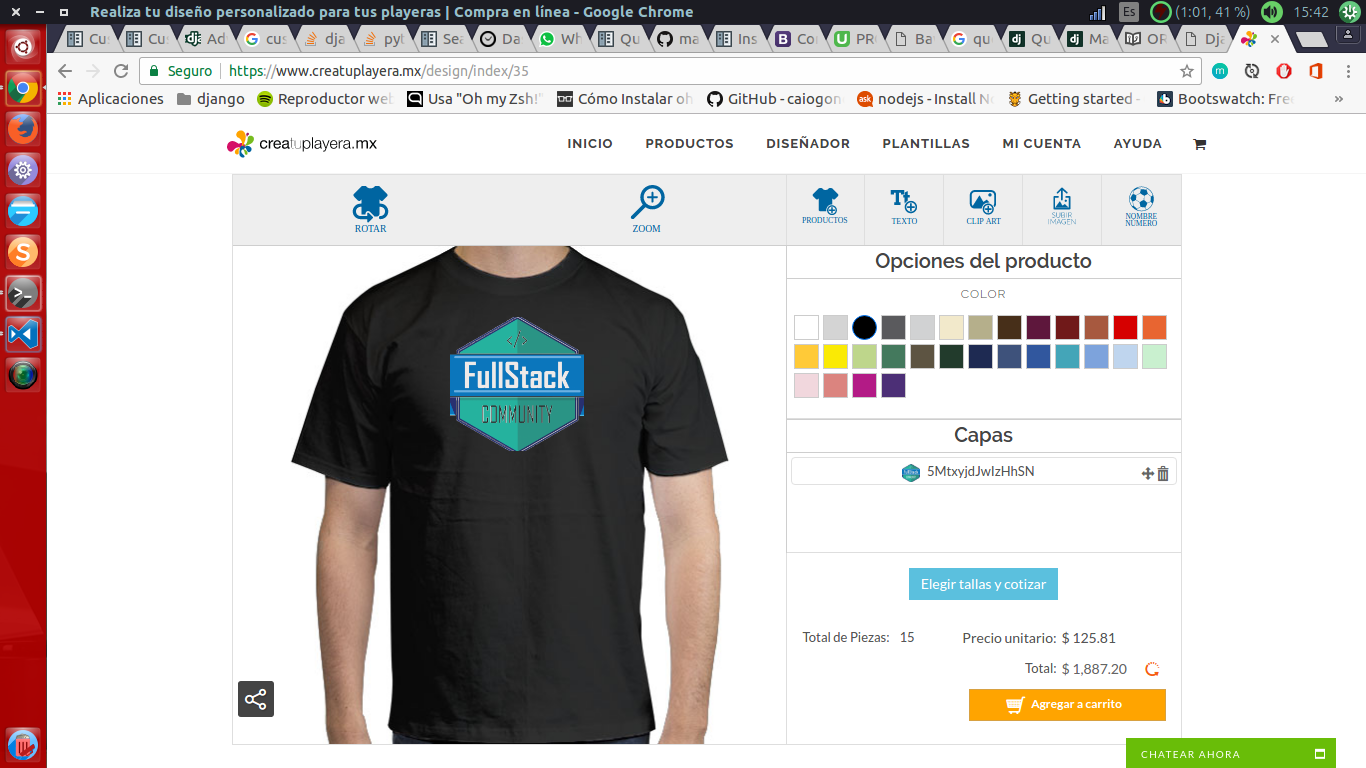 Realiza tu diseño personalizado para tus playeras | Compra en línea - Google Chrome
Es (1:01, 41 %) 15:42
Cus Cus Ad cus dja pyt Sea Da Wh Qu ma Ins Co PR Ba qu Qu Ma OR Dja
Seguro https://www.creatuplayera.mx/design/index/35
Aplicaciones django Reproductor web Usa "Oh my Zsh!" Cómo Instalar oh GitHub - caiogon nodejs - Install N Getting started - Bootswatch: Fre »
creatuplayera.mx INICIO PRODUCTOS DISEÑADOR PLANTILLAS MI CUENTA AYUDA
ROTAR ZOOM PRODUCTOS TEXTO CLIP ART SUBIR IMAGEN NOMBRE NÚMERO
Opciones del producto
COLOR
</>
FullStack
COMMUNITY
Capas
5MtxyjdJwIzHhSN
Elegir tallas y cotizar
Total de Piezas: 15 Precio unitario: $ 125.81
Total: $ 1,887.20
Agregar a carrito
CHATEAR AHORA